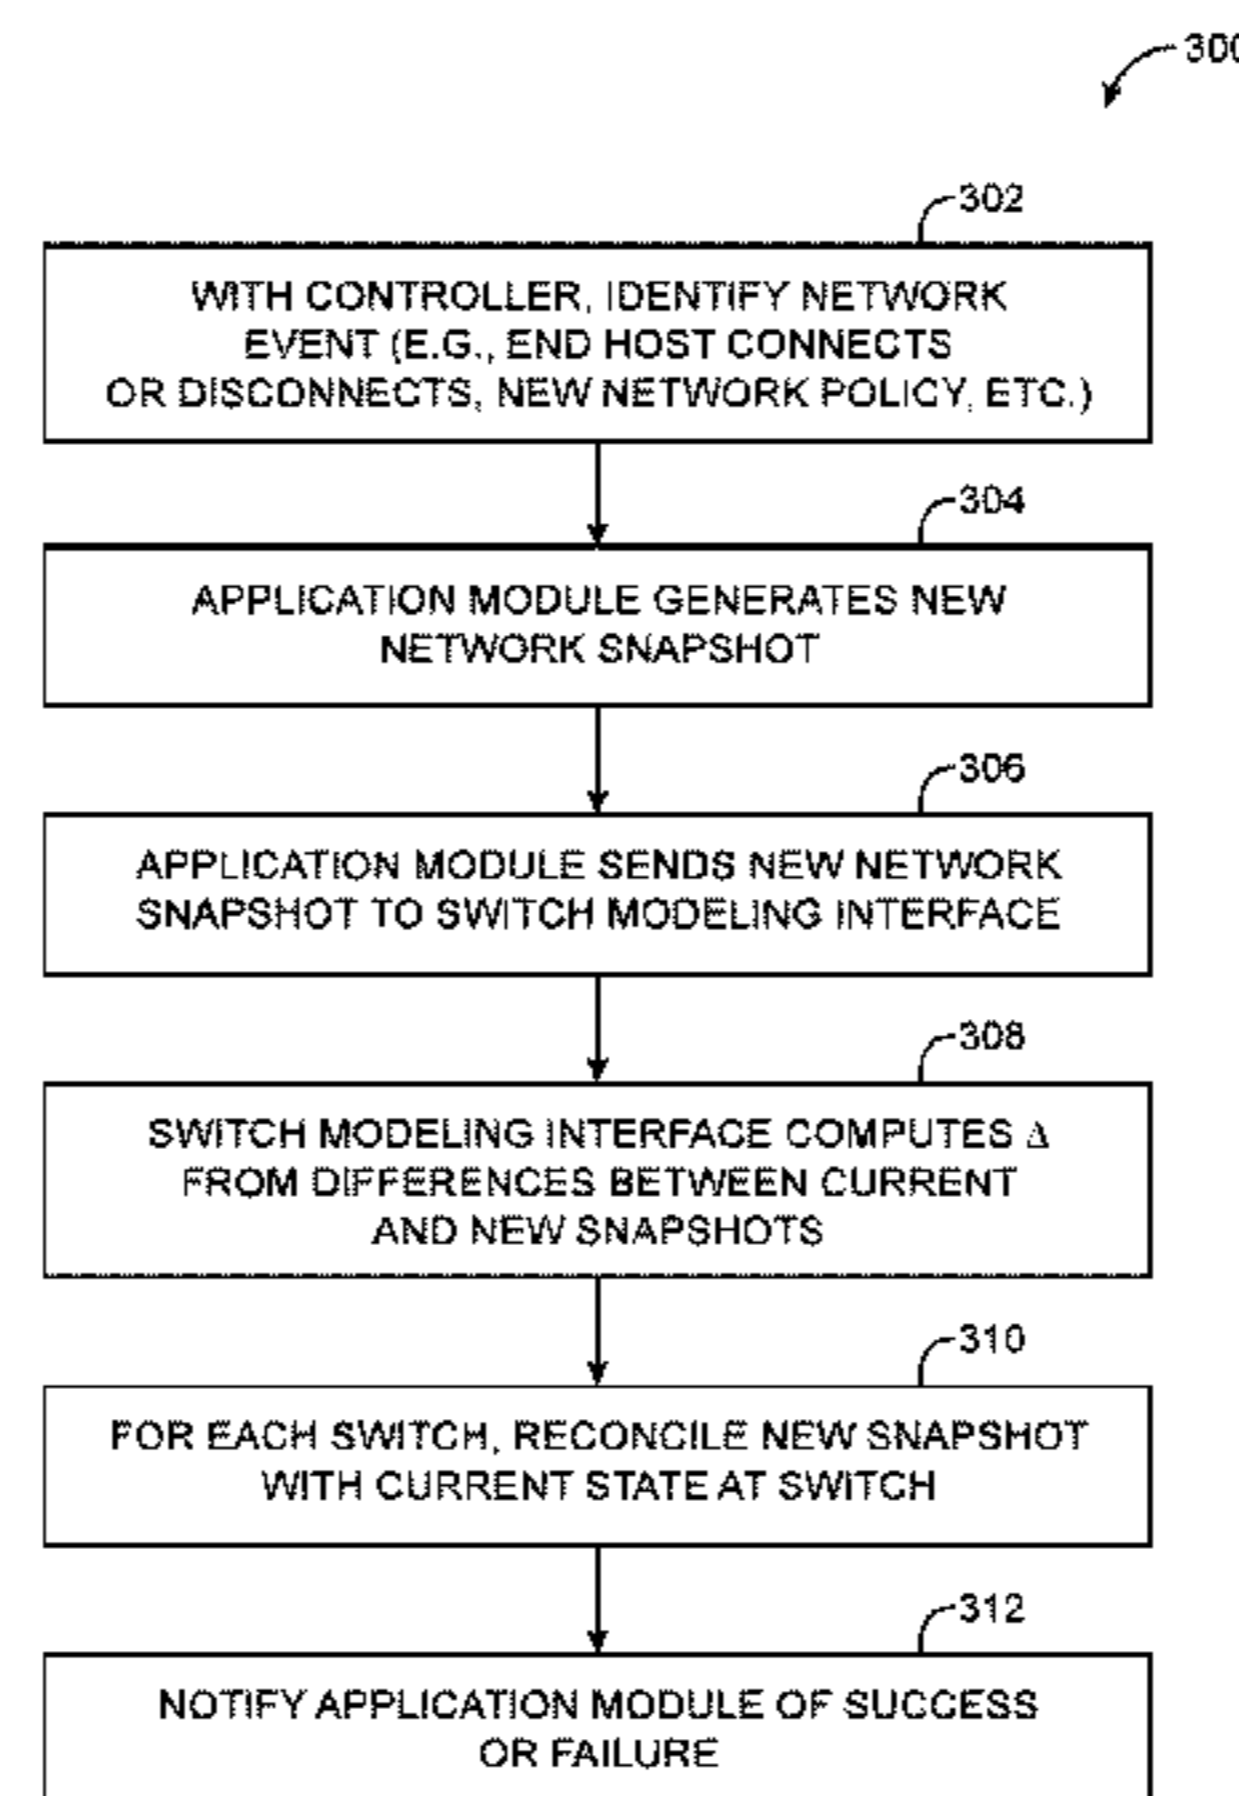 300
302
WITH CONTROLLER, IDENTIFY NETWORK
EVENT (E.G., END HOST CONNECTS
OR DISCONNECTS, NEW NETWORK POLICY, ETC.)
304
APPLICATION MODULE GENERATES NEW
NETWORK SNAPSHOT
306
APPLICATION MODULE SENDS NEW NETWORK
SNAPSHOT TO SWITCH MODELING INTERFACE
308
SWITCH MODELING INTERFACE COMPUTES Δ
FROM DIFFERENCES BETWEEN CURRENT
AND NEW SNAPSHOTS
310
FOR EACH SWITCH, RECONCILE NEW SNAPSHOT
WITH CURRENT STATE AT SWITCH
312
NOTIFY APPLICATION MODULE OF SUCCESS
OR FAILURE